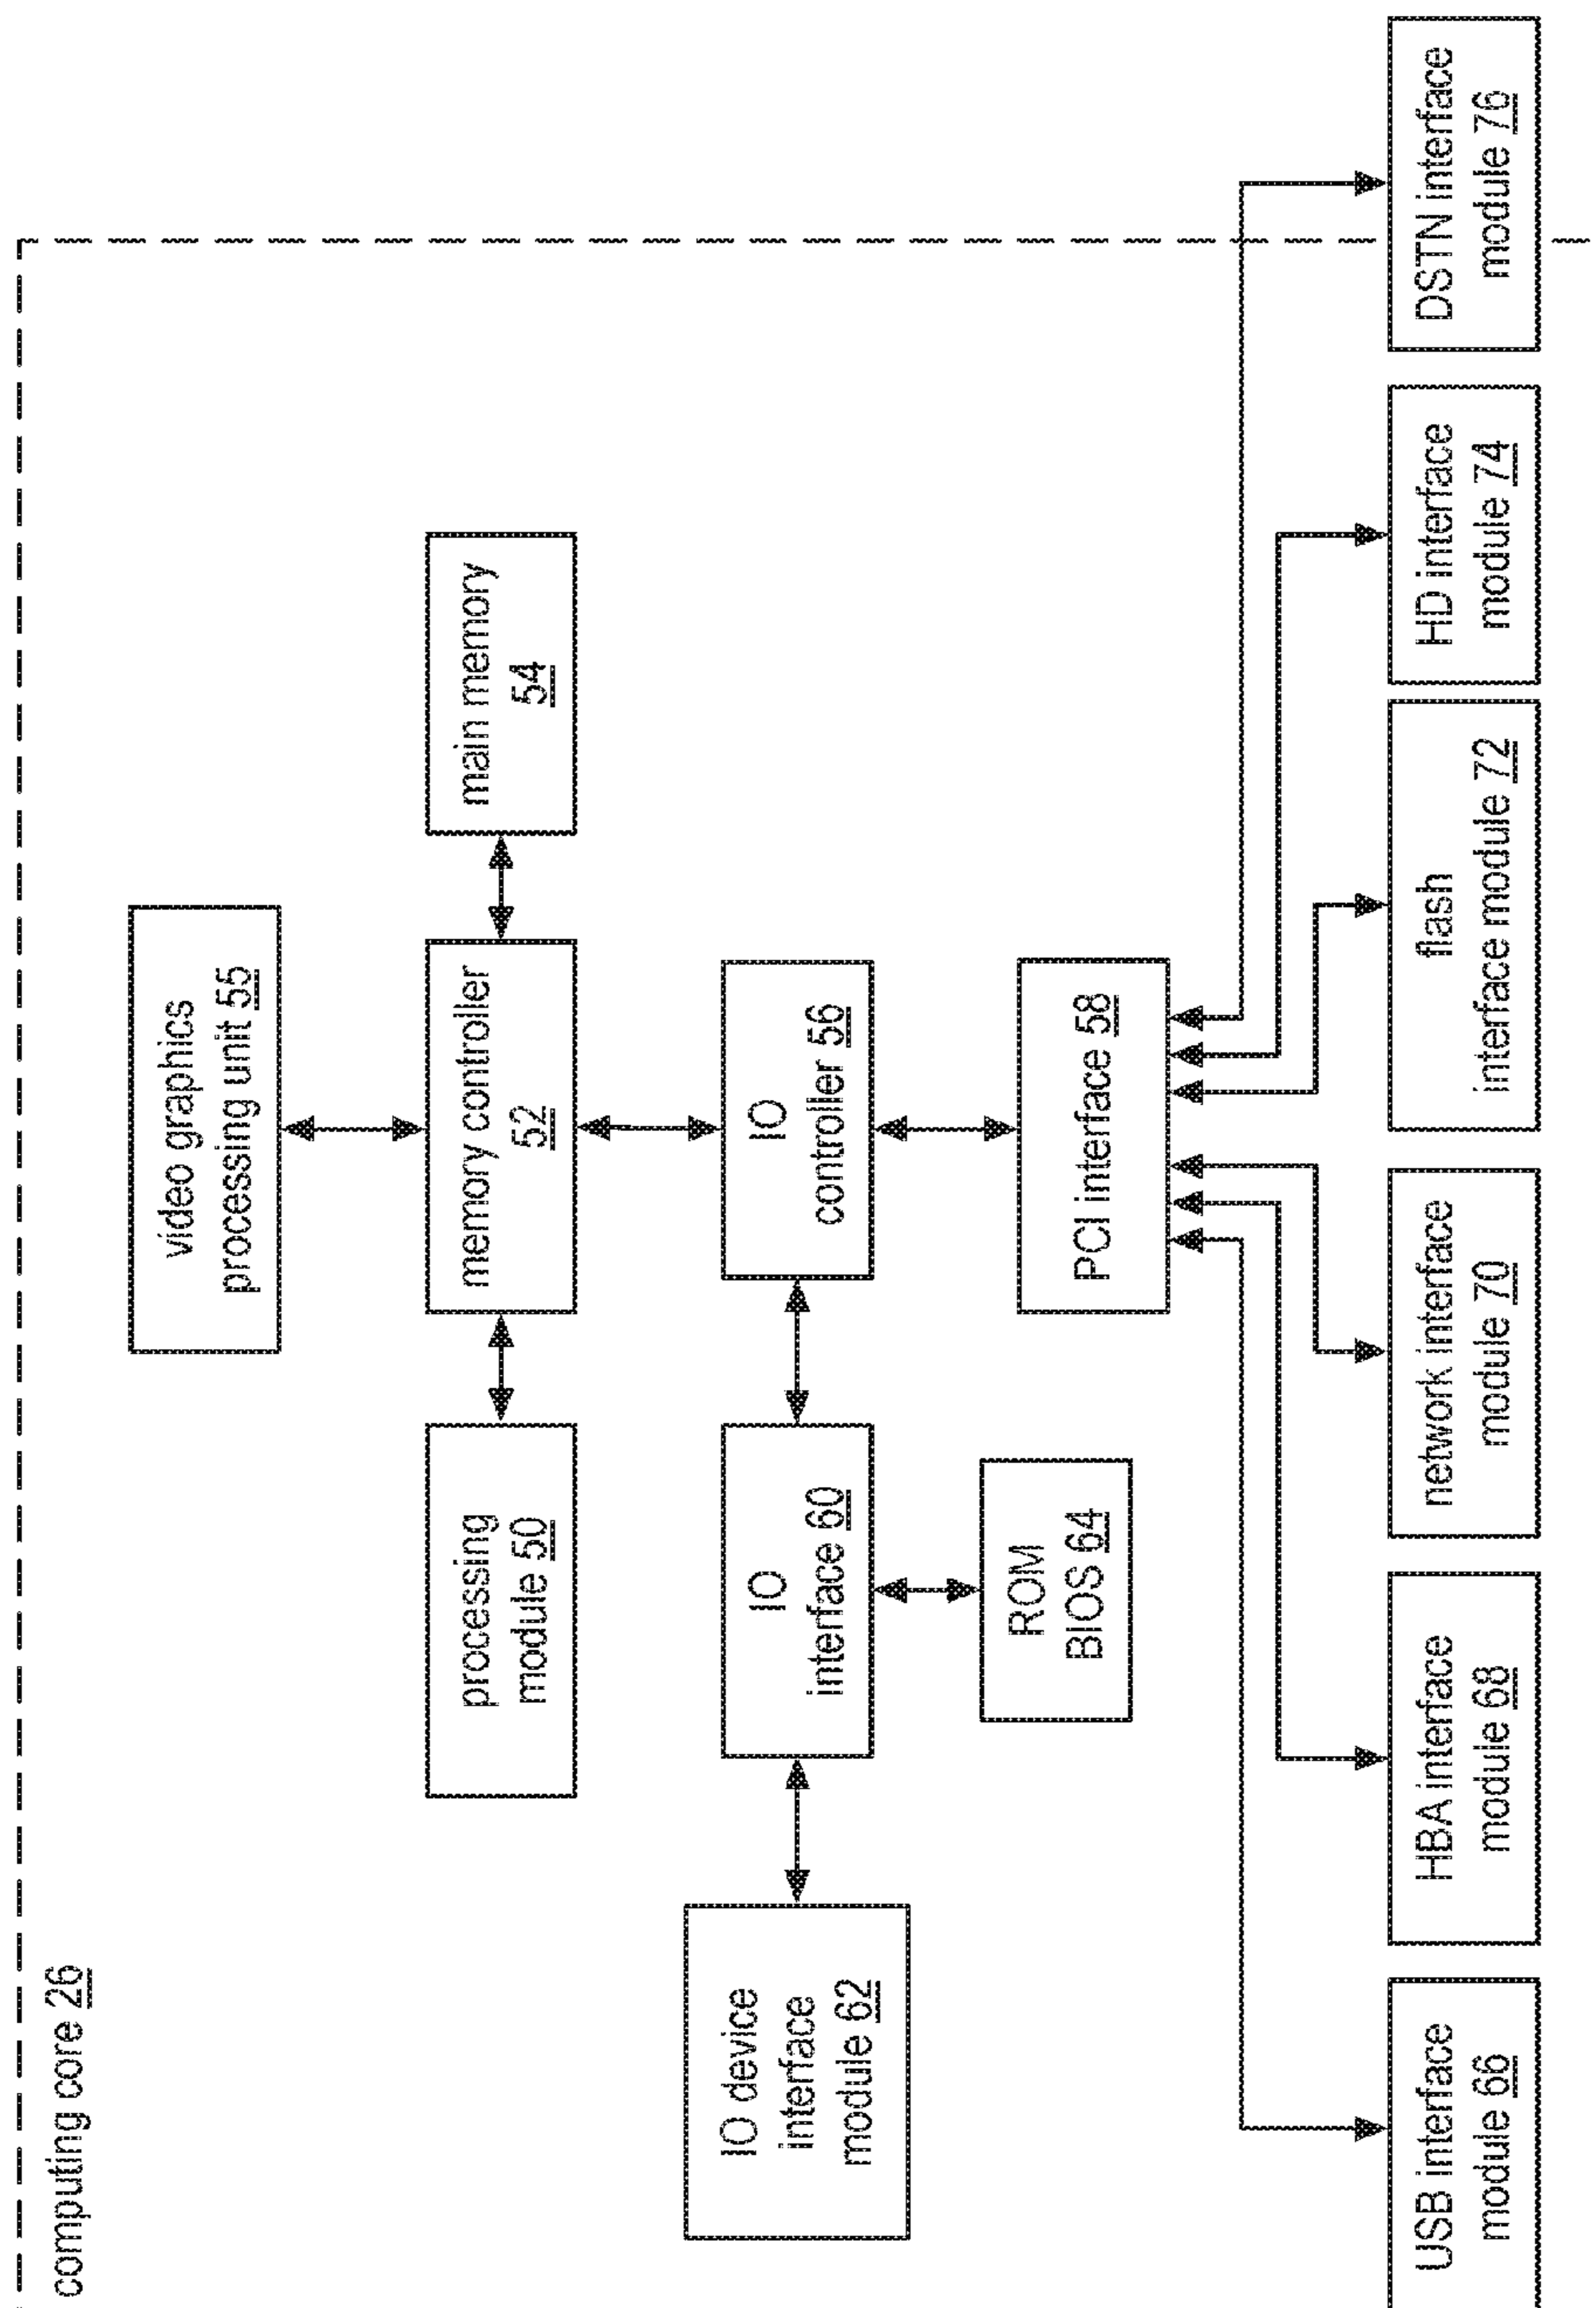 computing core 26
video graphics
processing unit 55
processing
module 50
memory controller
52
main memory
54
IO device
interface
module 62
IO
interface 60
IO
controller 56
ROM
BIOS 64
PCI interface 58
USB interface
module 66
HBA interface
module 68
network interface
module 70
flash
interface module 72
HD interface
module 74
DSTN interface
module 76